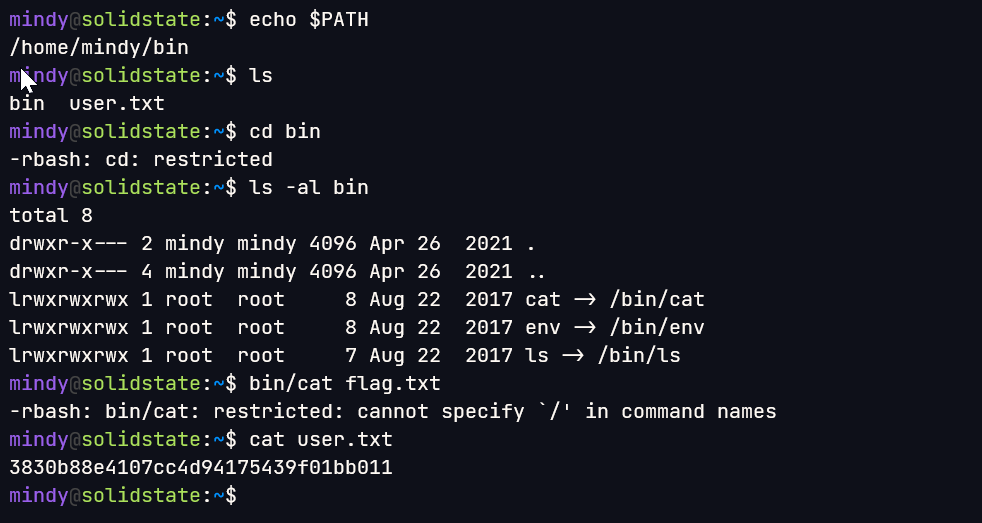 mindy@solidstate:~$ echo $PATH
/home/mindy/bin
mindy@solidstate:~$ ls
bin  user.txt
mindy@solidstate:~$ cd bin
-rbash: cd: restricted
mindy@solidstate:~$ ls -al bin
total 8
drwxr-x--- 2 mindy mindy 4096 Apr 26  2021 .
drwxr-x--- 4 mindy mindy 4096 Apr 26  2021 ..
lrwxrwxrwx 1 root  root     8 Aug 22  2017 cat -> /bin/cat
lrwxrwxrwx 1 root  root     8 Aug 22  2017 env -> /bin/env
lrwxrwxrwx 1 root  root     7 Aug 22  2017 ls -> /bin/ls
mindy@solidstate:~$ bin/cat flag.txt
-rbash: bin/cat: restricted: cannot specify `/' in command names
mindy@solidstate:~$ cat user.txt
3830b88e4107cc4d94175439f01bb011
mindy@solidstate:~$